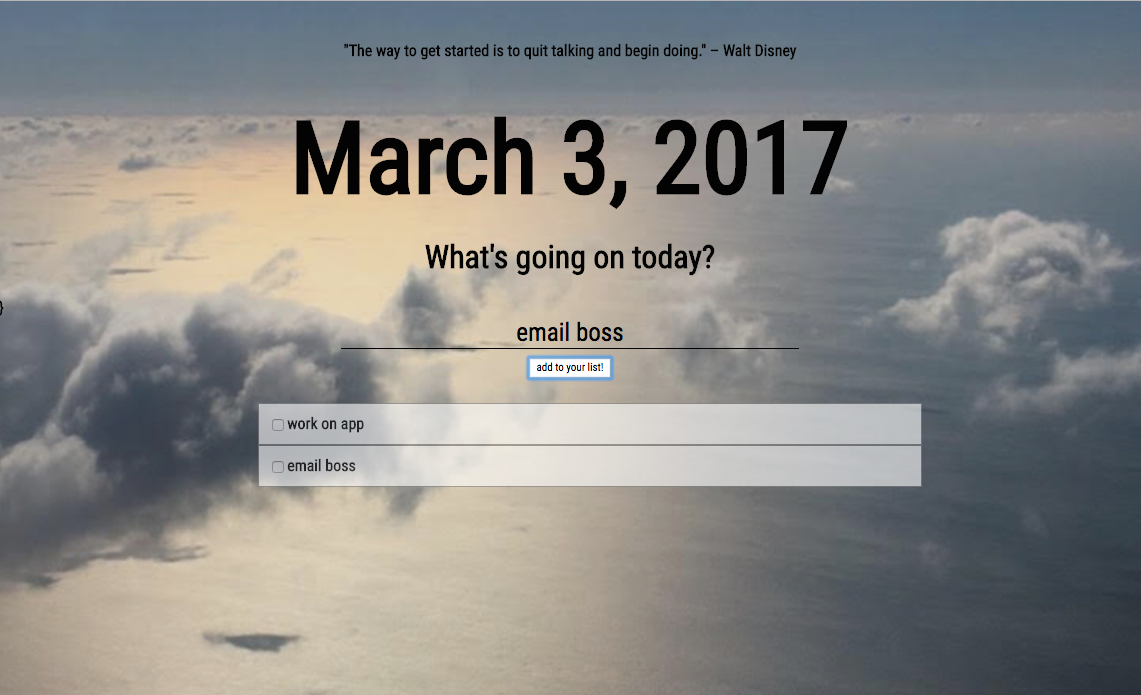 "The way to get started is to quit talking and begin doing." – Walt Disney
March 3, 2017
What's going on today?
}
email boss
add to your list!
work on app
email boss